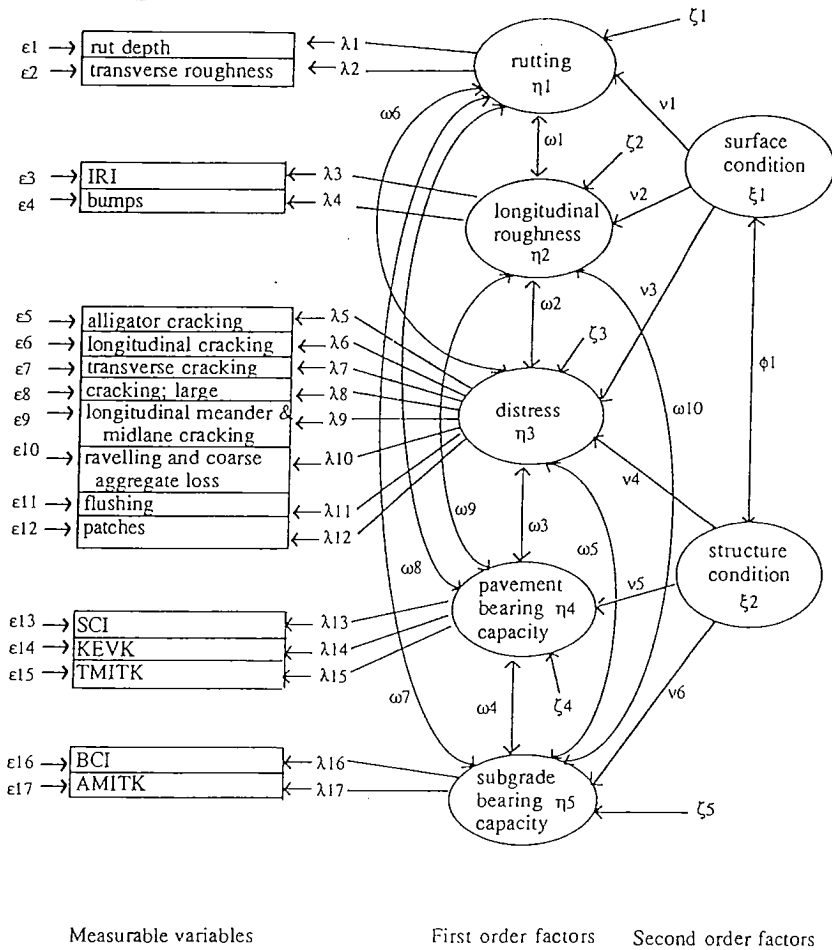 ζ1
ε1
rut depth
λ1
ε2
transverse roughness
λ2
rutting
η1
ν1
ω6
ω1
surface
condition
ξ1
ζ2
ε3
IRI
λ3
ε4
bumps
λ4
ν2
longitudinal
roughness
η2
ν3
ω2
ε5
alligator cracking
λ5
ε6
longitudinal cracking
λ6
ε7
transverse cracking
λ7
ε8
cracking; large
λ8
ε9
longitudinal meander &
midlane cracking
λ9
ε10
ravelling and coarse
aggregate loss
λ10
ε11
flushing
λ11
ε12
patches
λ12
ζ3
distress
η3
φ1
ω10
ν4
ω9
ω3
ω5
ω8
structure
condition
ξ2
ν5
pavement
bearing η4
capacity
ε13
SCI
λ13
ε14
KEVK
λ14
ε15
TMITK
λ15
ω7
ω4
ζ4
ν6
ε16
BCI
λ16
ε17
AMITK
λ17
subgrade
bearing η5
capacity
ζ5
Measurable variables
First order factors
Second order factors